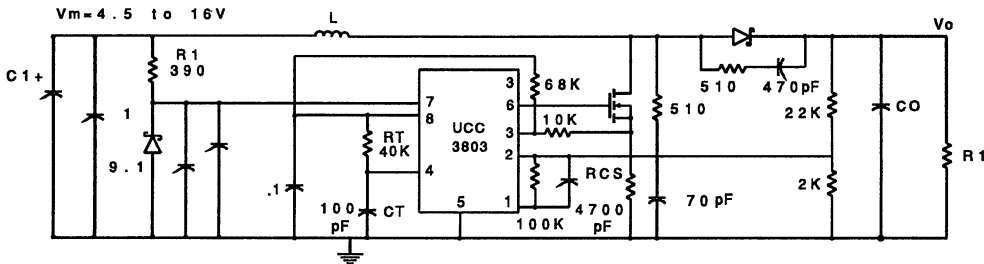 Vm=4.5 to 16V
L
Vo
R1
390
C1+
510
470pF
3
68K
7
6
510
22K
CO
1
8
UCC
3803
10K
RT
40K
3
R1
9.1
2
4
RCS
2K
.1
100
pF
CT
1
5
100K
4700
pF
70pF